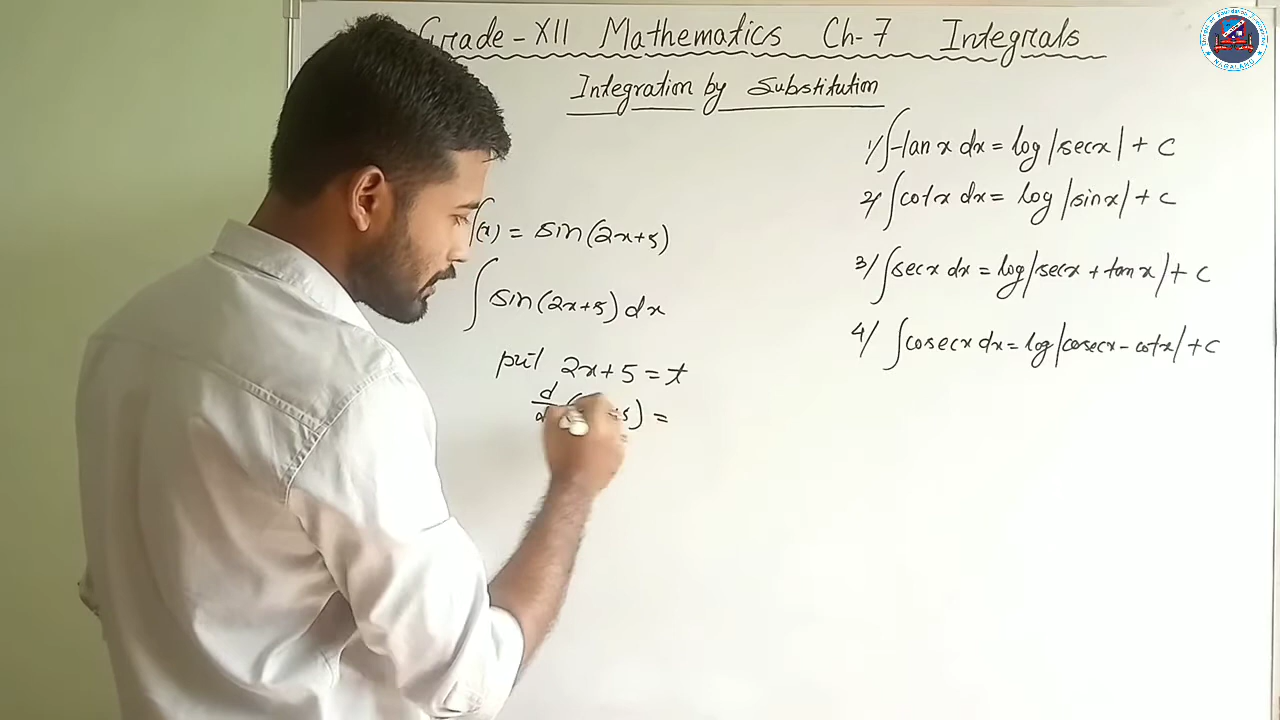 Grade - XII Mathematics Ch-7 Integrals
Integration by Substitution
f(x) = sin(2x+5)
∫ sin(2x+5) dx
put 2x+5 = t
d
= 
1/ ∫tan x dx = log|secx| + C
2/ ∫cotx dx = log|sinx| + C
3/ ∫secx dx = log|secx + tanx| + C
4/ ∫cosecx dx = log|cosecx - cotx| + C
NAGALAND